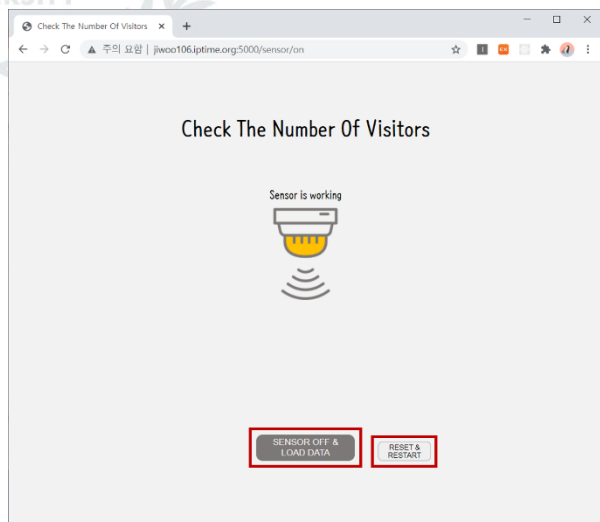 Check The Number Of Visitors
주의 요함 | jiwoo106.iptime.org:5000/sensor/on
Check The Number Of Visitors
Sensor is working
SENSOR OFF &
LOAD DATA
RESET &
RESTART